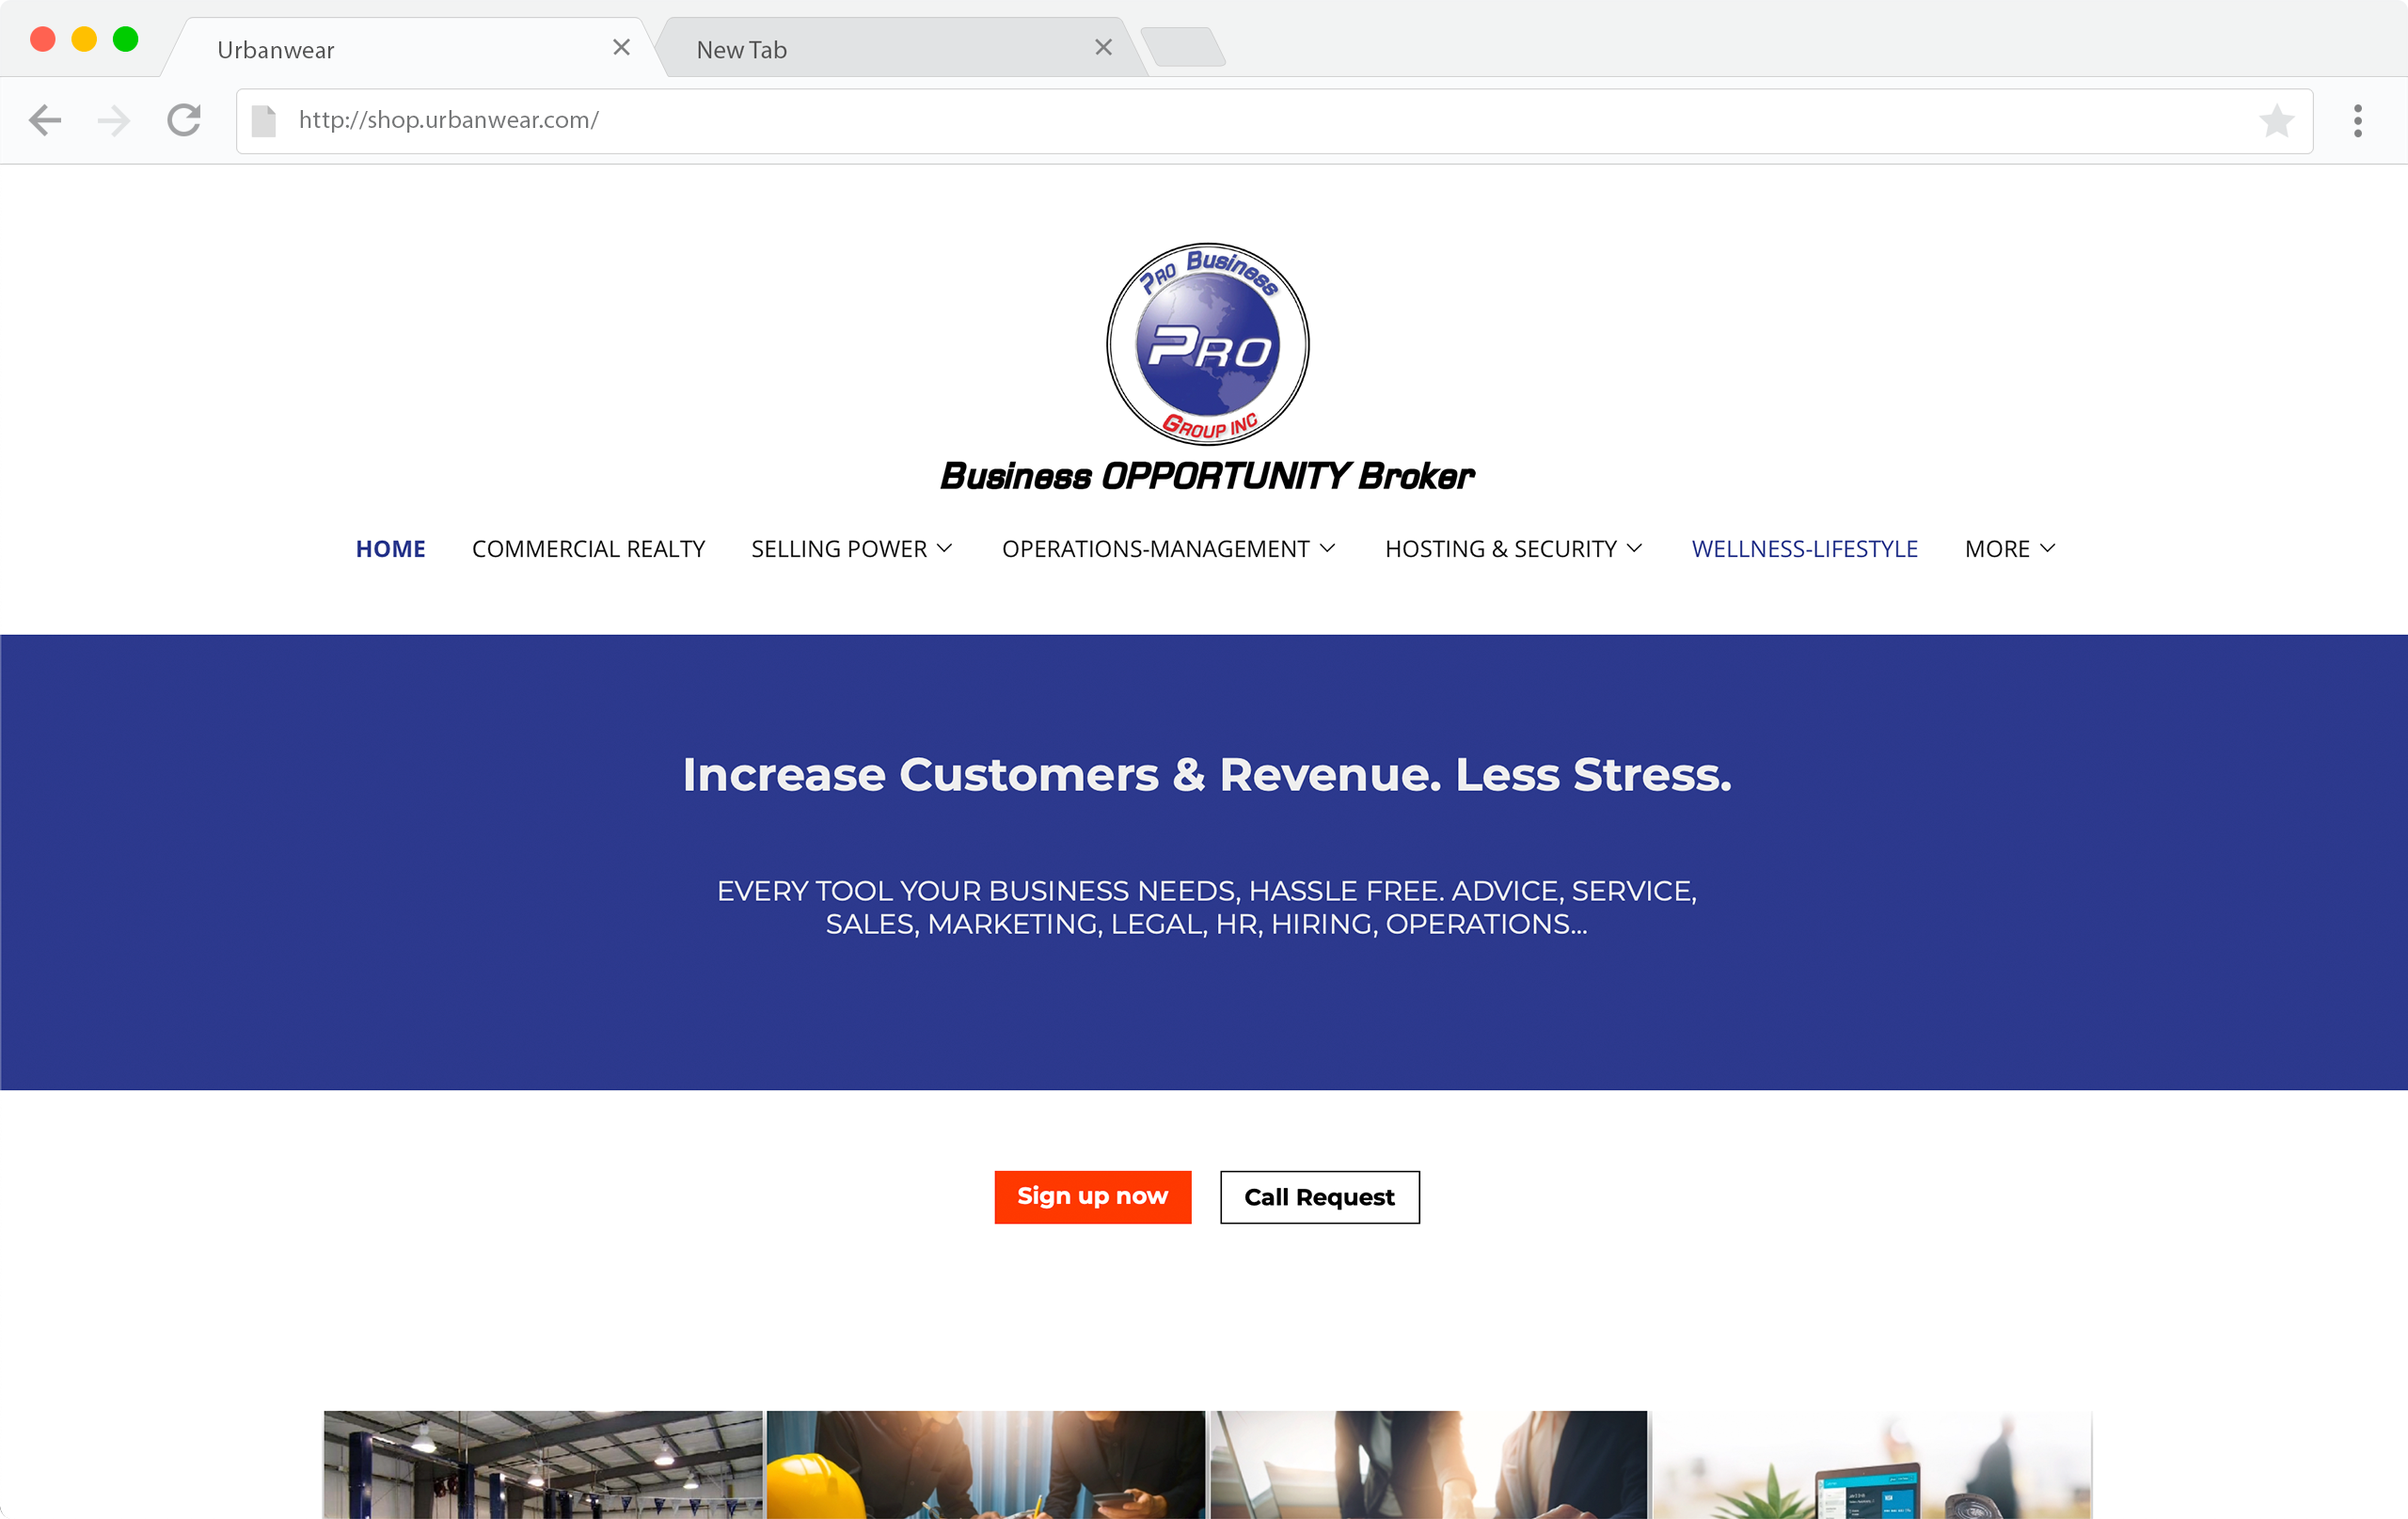 Urbanwear
New Tab
http://shop.urbanwear.com/
Pro Business
PRO
GROUP INC
Business OPPORTUNITY Broker
HOME COMMERCIAL REALTY SELLING POWER OPERATIONS-MANAGEMENT HOSTING & SECURITY WELLNESS-LIFESTYLE MORE
Increase Customers & Revenue. Less Stress.
EVERY TOOL YOUR BUSINESS NEEDS, HASSLE FREE. ADVICE, SERVICE,
SALES, MARKETING, LEGAL, HR, HIRING, OPERATIONS...
Sign up now
Call Request